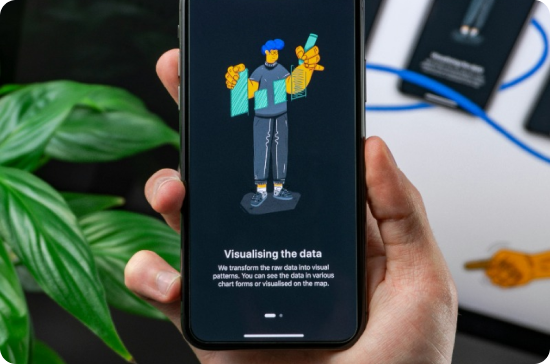 Visualising the data
We transform the raw data into visual
patterns. You can see the data in various
chart forms or visualised on the map.